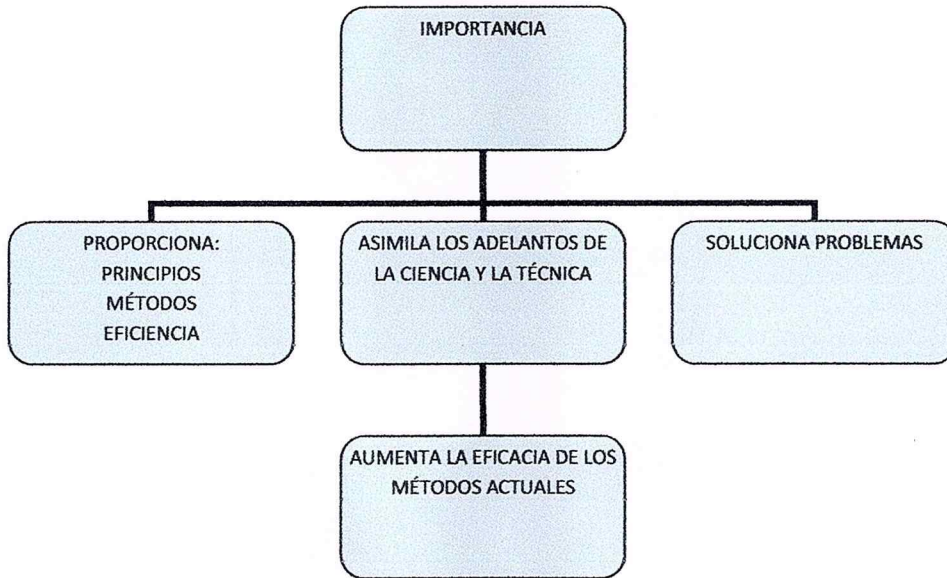 IMPORTANCIA
PROPORCIONA:
PRINCIPIOS
MÉTODOS
EFICIENCIA
ASIMILA LOS ADELANTOS DE
LA CIENCIA Y LA TÉCNICA
SOLUCIONA PROBLEMAS
AUMENTA LA EFICACIA DE LOS
MÉTODOS ACTUALES